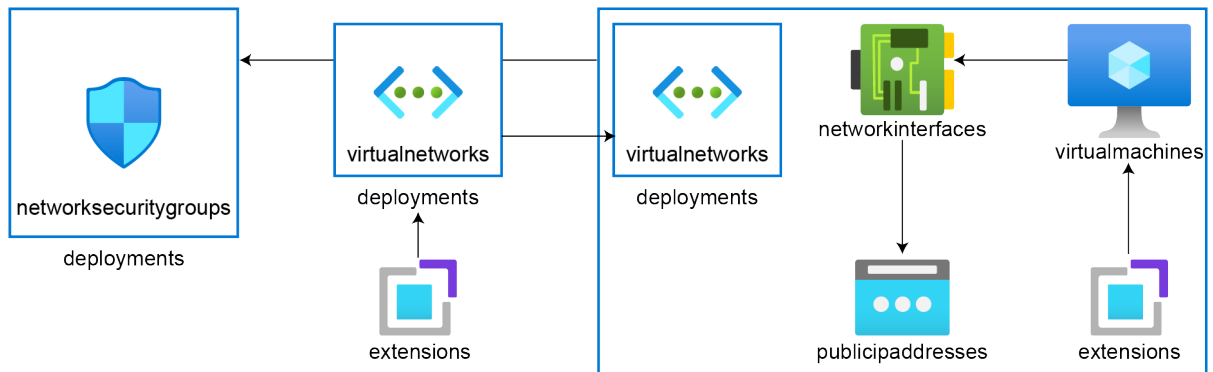 networkinterfaces
virtualmachines
virtualnetworks
virtualnetworks
deployments
deployments
networksecuritygroups
deployments
extensions
publicipaddresses
extensions